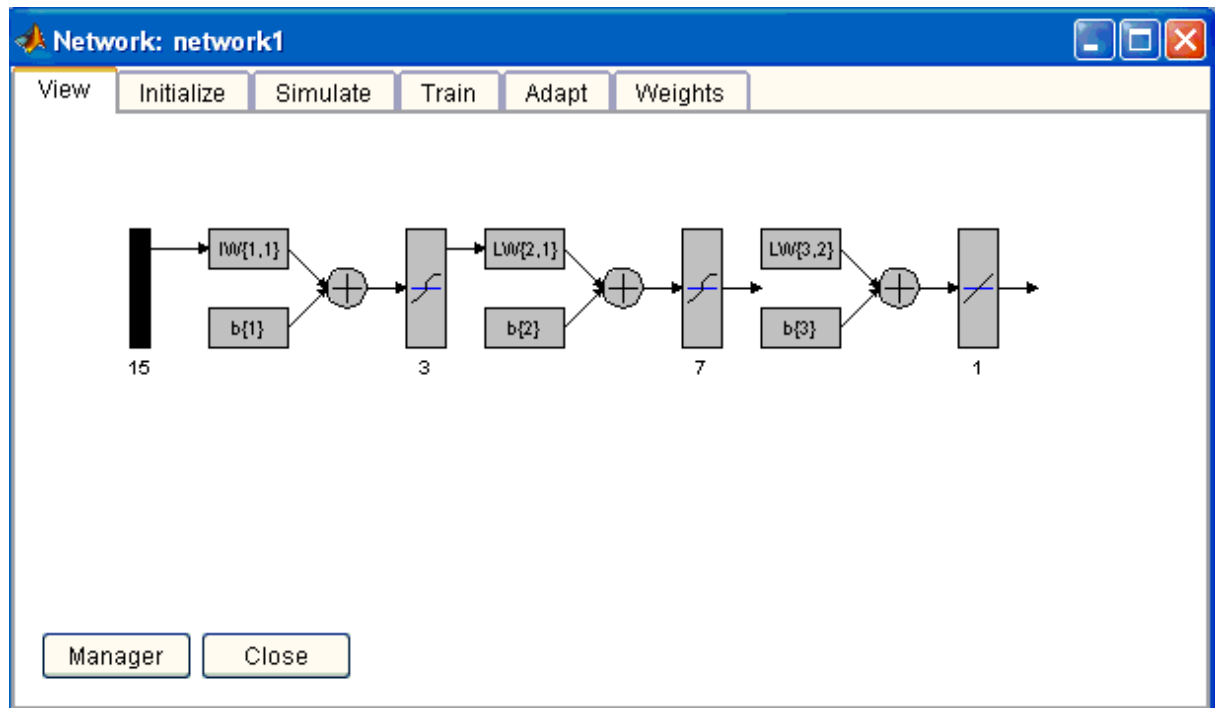 Network: network1
View Initialize Simulate Train Adapt Weights
IW{1,1} LW{2,1} LW{3,2}
b{1} b{2} b{3}
15 3 7 1
Manager Close